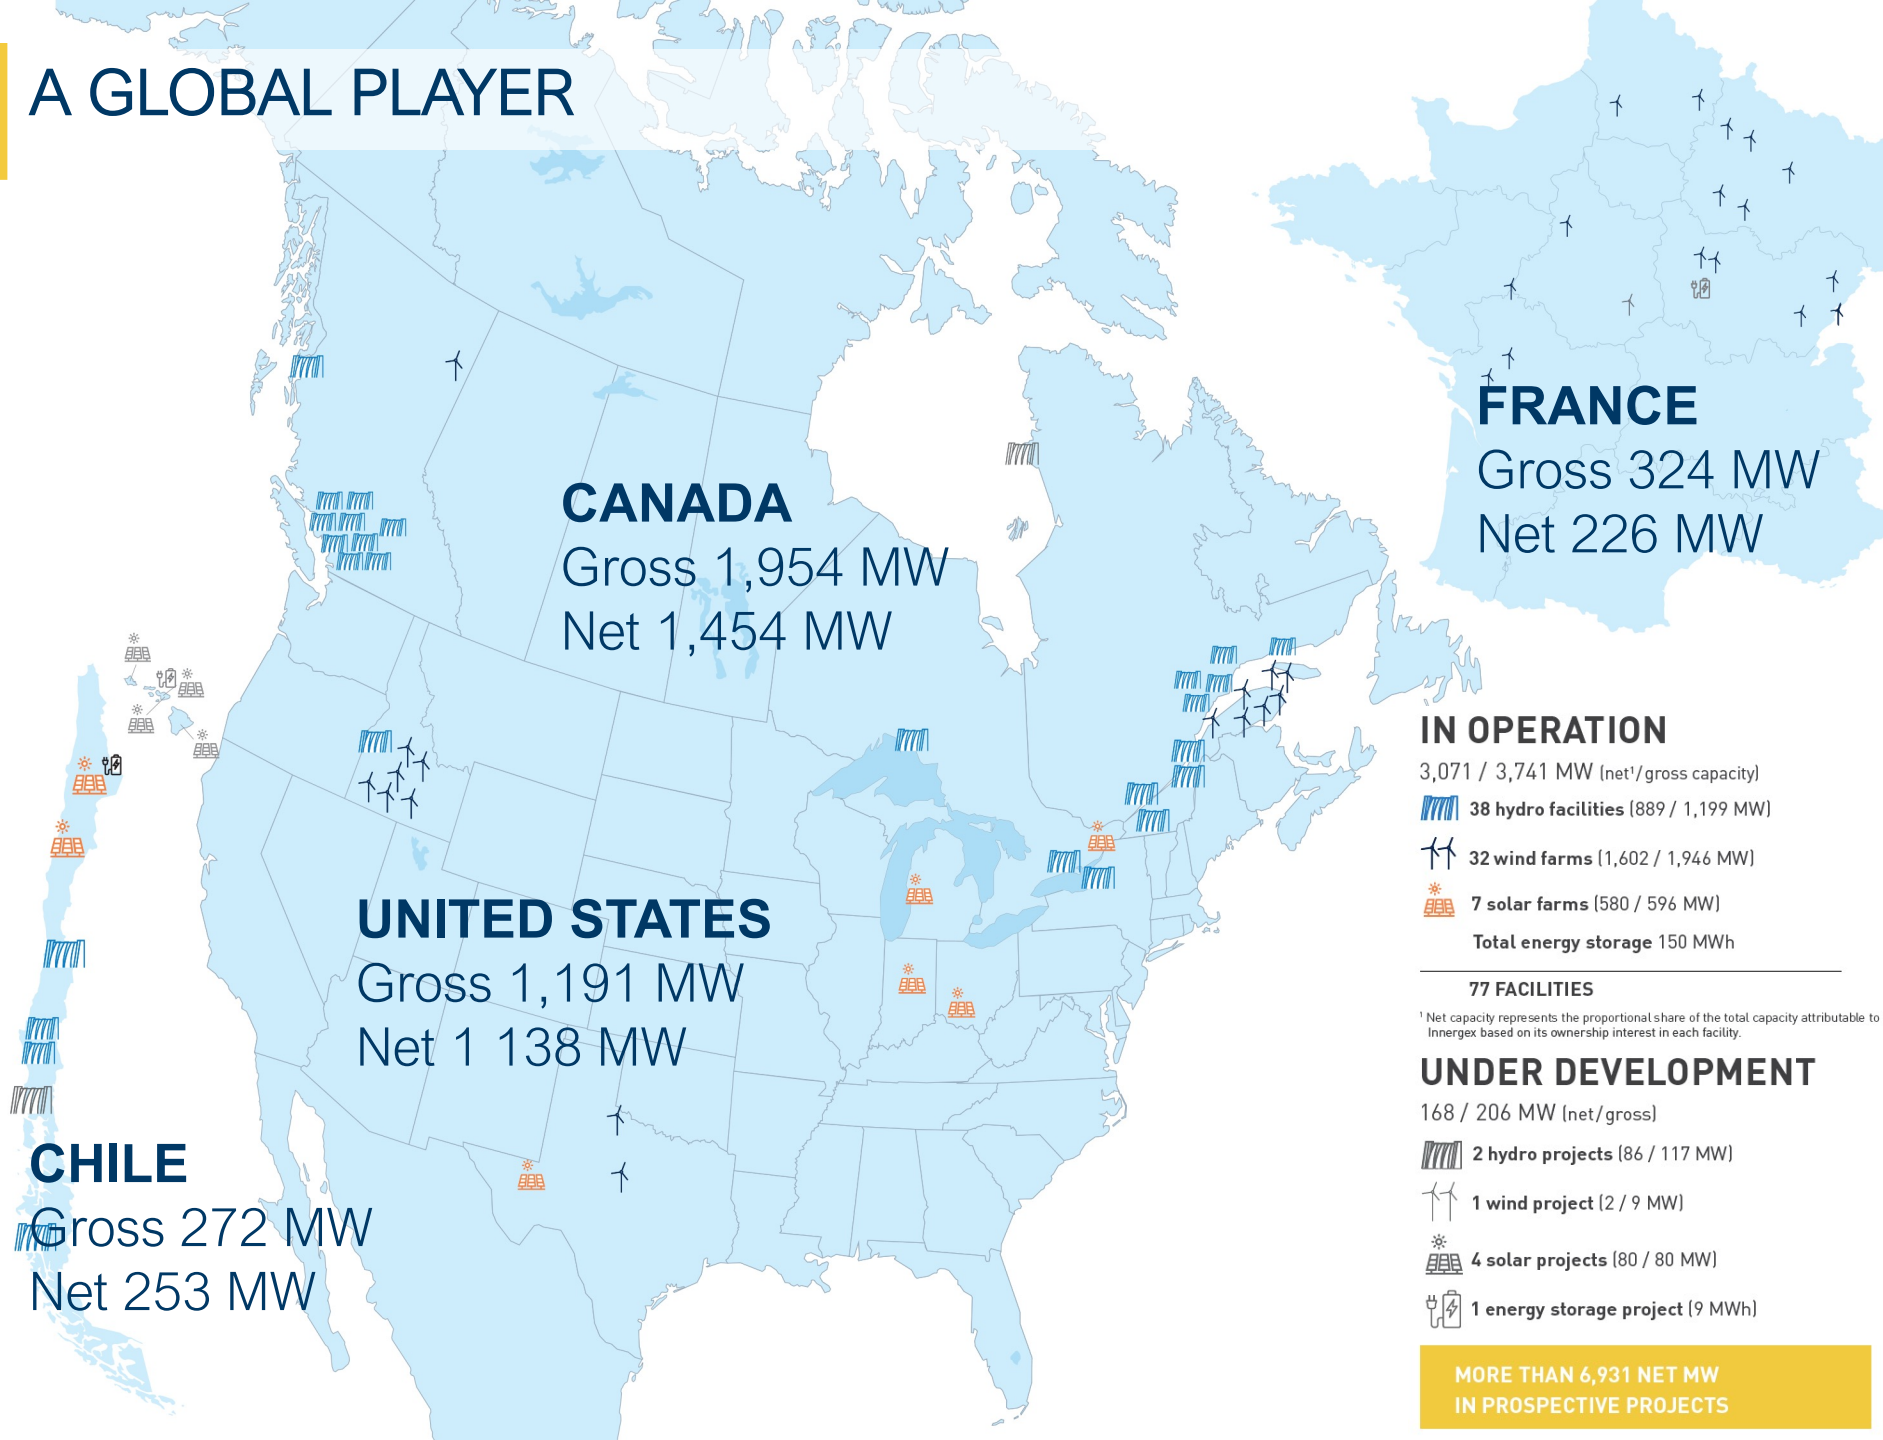 A GLOBAL PLAYER
FRANCE
Gross 324 MW
Net 226 MW
CANADA
Gross 1,954 MW
Net 1,454 MW
UNITED STATES
Gross 1,191 MW
Net 1 138 MW
CHILE
Gross 272 MW
Net 253 MW
IN OPERATION
3,071 / 3,741 MW (net¹/gross capacity)
38 hydro facilities (889 / 1,199 MW)
32 wind farms (1,602 / 1,946 MW)
7 solar farms (580 / 596 MW)
Total energy storage 150 MWh
77 FACILITIES
¹ Net capacity represents the proportional share of the total capacity attributable to
Innergex based on its ownership interest in each facility.
UNDER DEVELOPMENT
168 / 206 MW (net/gross)
2 hydro projects (86 / 117 MW)
1 wind project (2 / 9 MW)
4 solar projects (80 / 80 MW)
1 energy storage project (9 MWh)
MORE THAN 6,931 NET MW
IN PROSPECTIVE PROJECTS